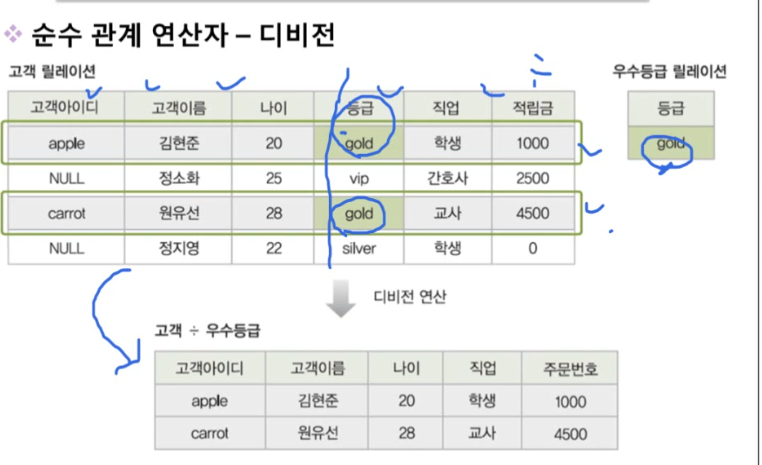 순수 관계 연산자 – 디비전
고객 릴레이션
우수등급 릴레이션
고객아이디 고객이름 나이 등급 직업 적립금
apple 김현준 20 gold 학생 1000
NULL 정소화 25 vip 간호사 2500
carrot 원유선 28 gold 교사 4500
NULL 정지영 22 silver 학생 0
÷
등급
gold
디비전 연산
고객 ÷ 우수등급
고객아이디 고객이름 나이 직업 주문번호
apple 김현준 20 학생 1000
carrot 원유선 28 교사 4500